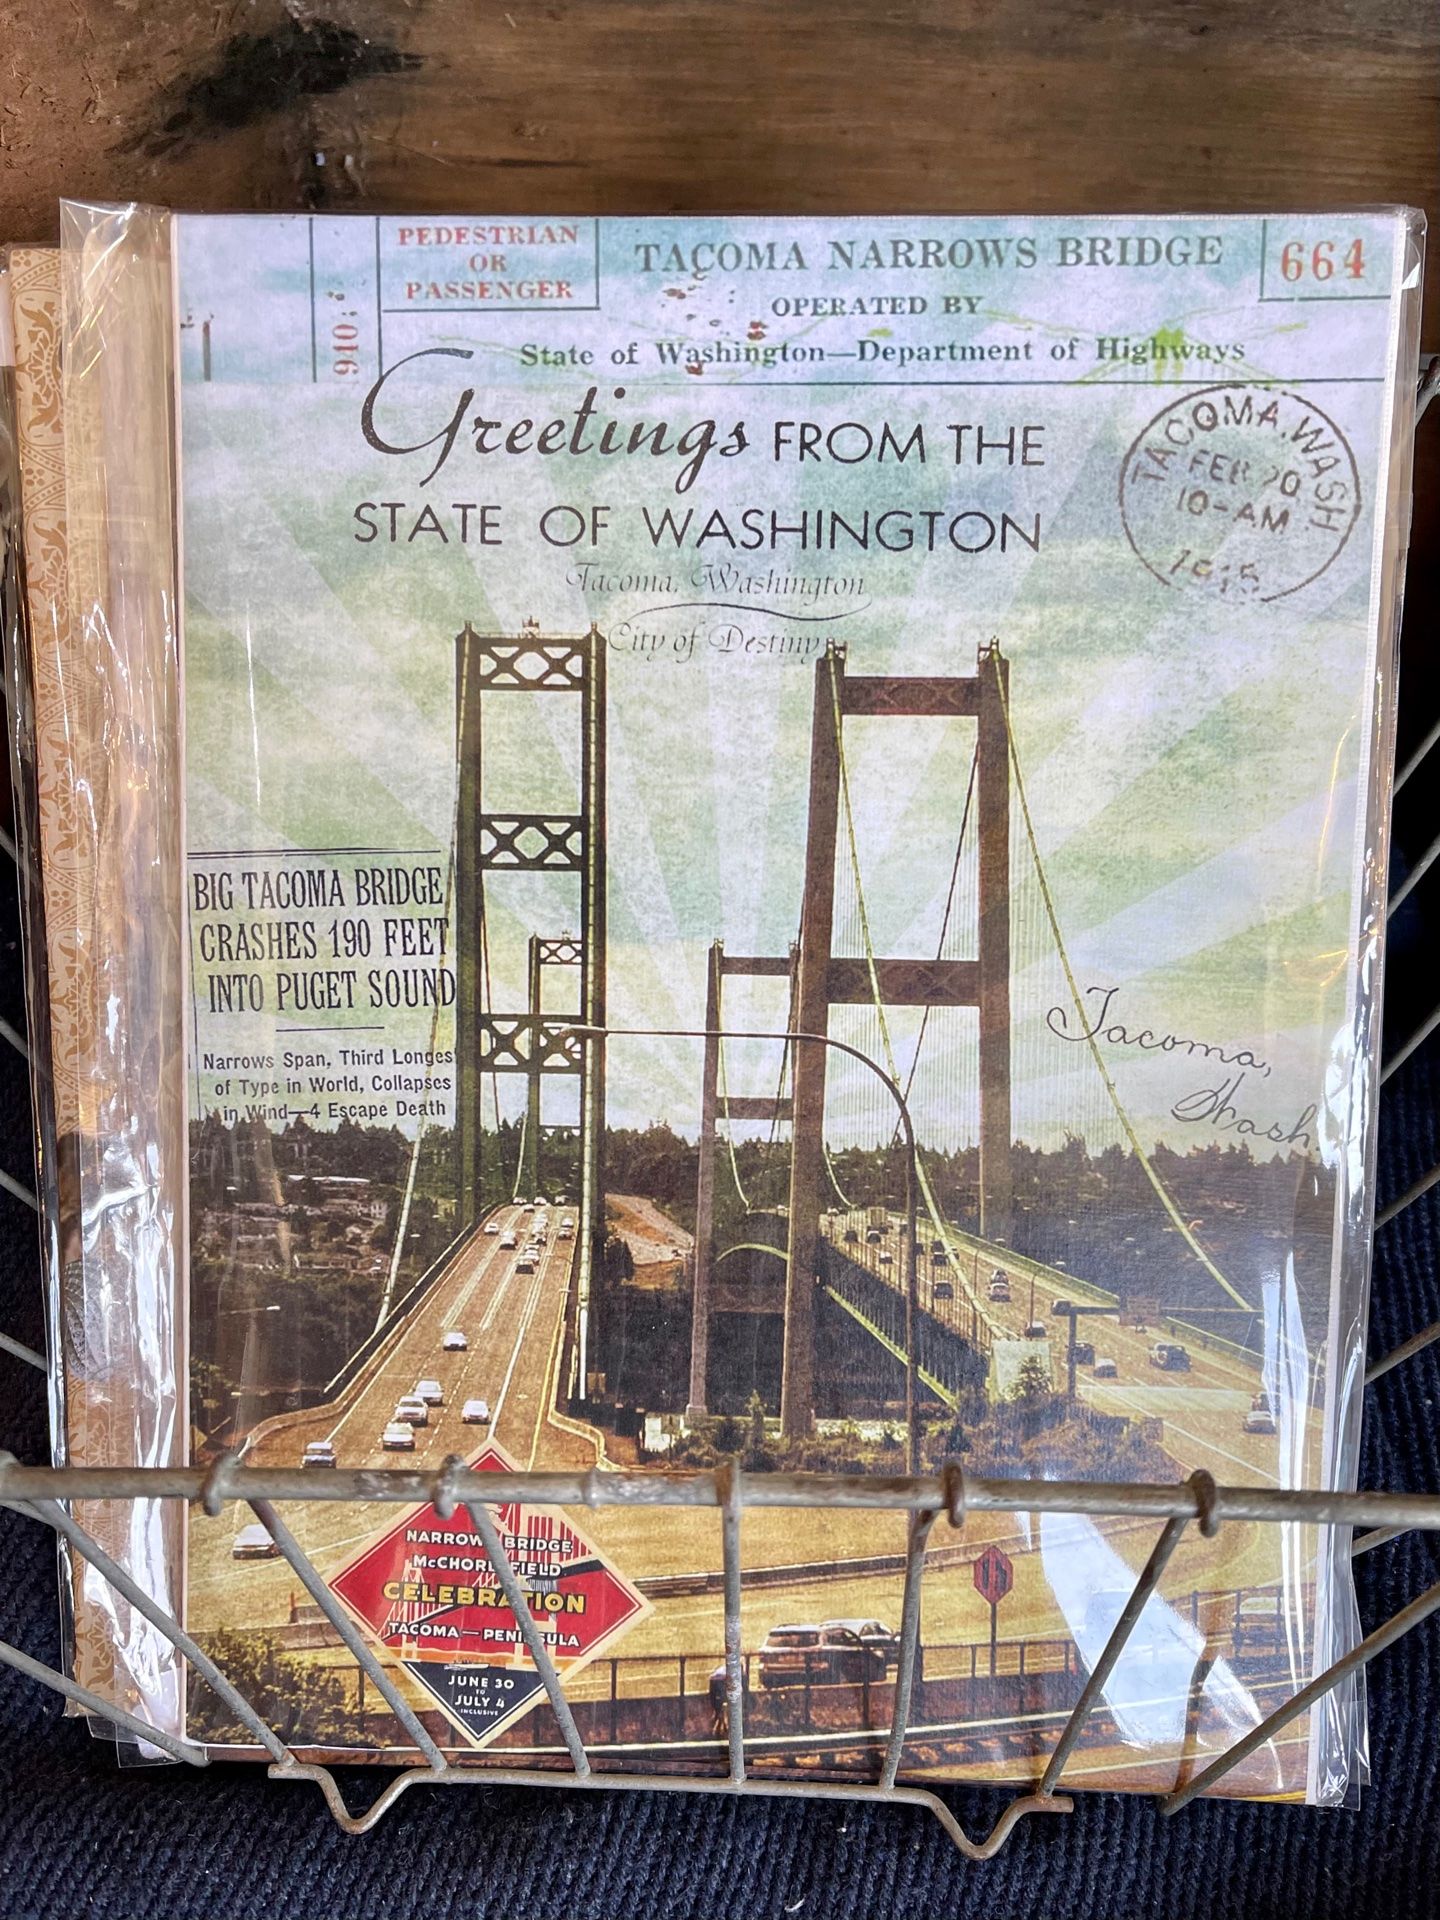 PEDESTRIAN
OR
PASSENGER
TACOMA NARROWS BRIDGE
664
OPERATED BY
State of Washington—Department of Highways
940
Greetings FROM THE
STATE OF WASHINGTON
Tacoma, Washington
City of Destiny
TACOMA, WASH
FEB 20
10-AM
BIG TACOMA BRIDGE
CRASHES 190 FEET
INTO PUGET SOUND
Narrows Span, Third Longes
of Type in World, Collapses
in Wind—4 Escape Death
Tacoma,
Wash.
NARROW BRIDGE
McCHOR FIELD
CELEBRATION
TACOMA—PENINSULA
JUNE 30
TO
JULY 4
INCLUSIVE